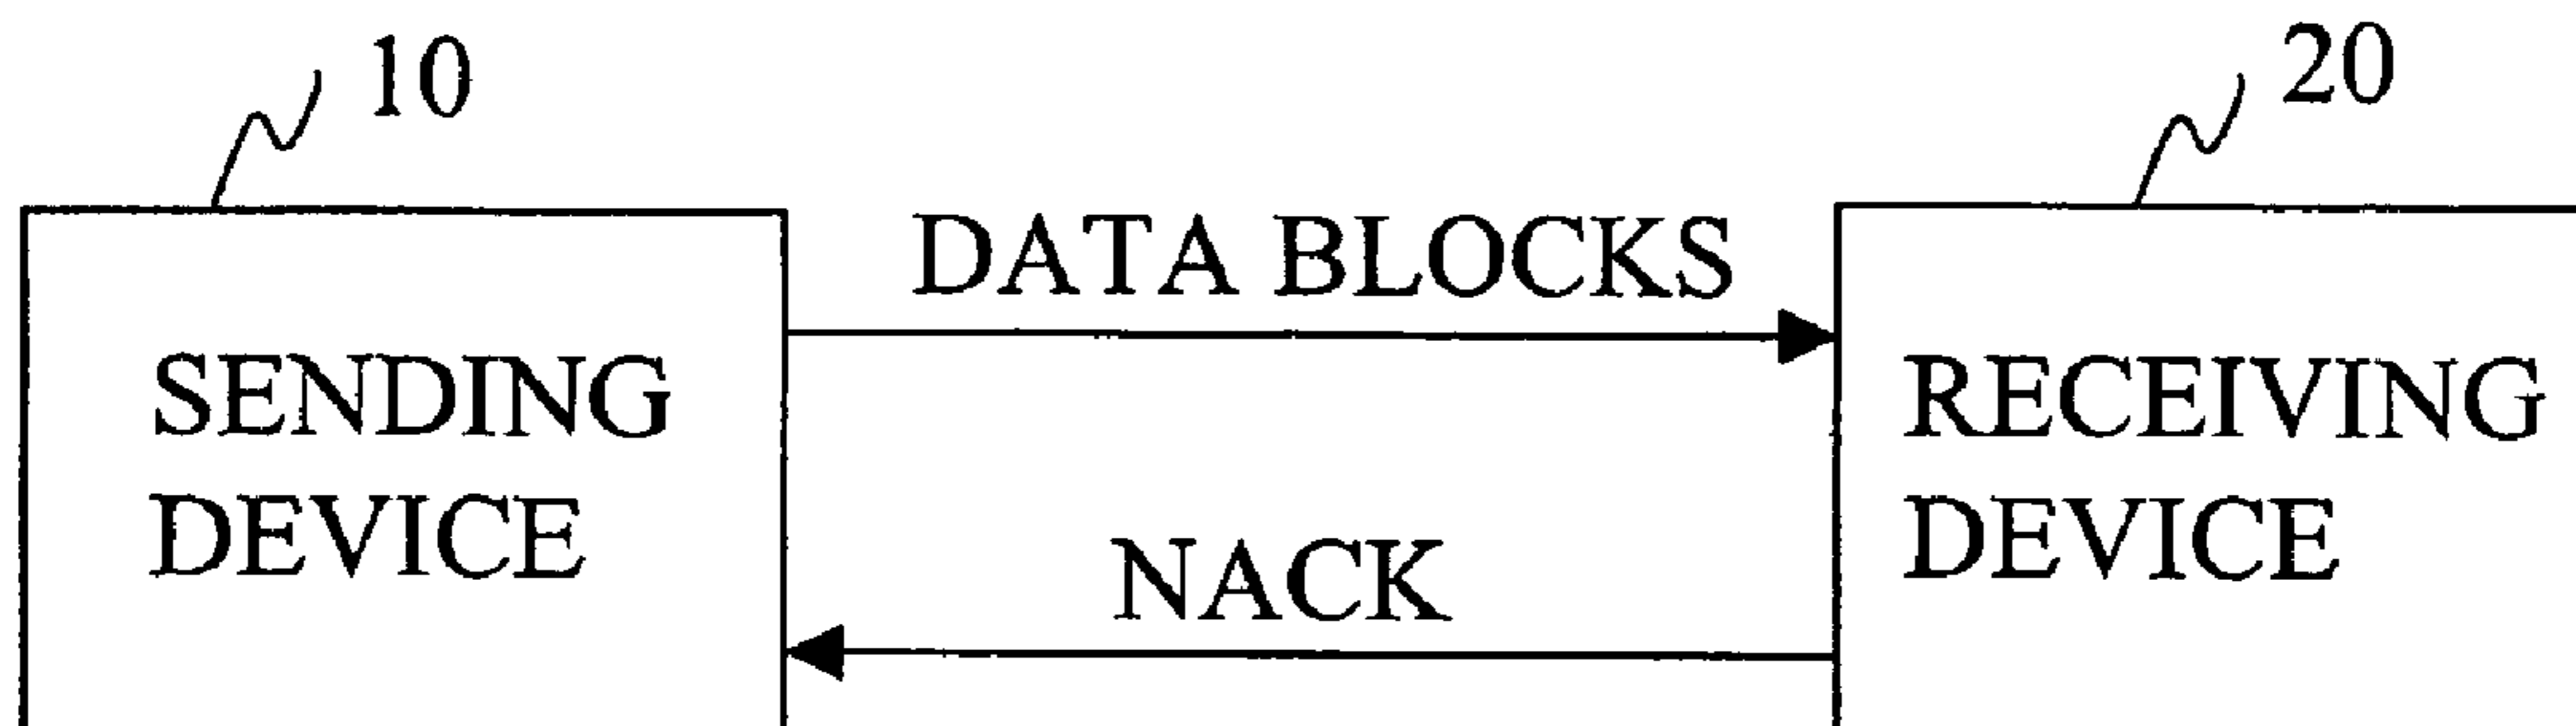 10
20
DATA BLOCKS
SENDING
DEVICE
RECEIVING
DEVICE
NACK